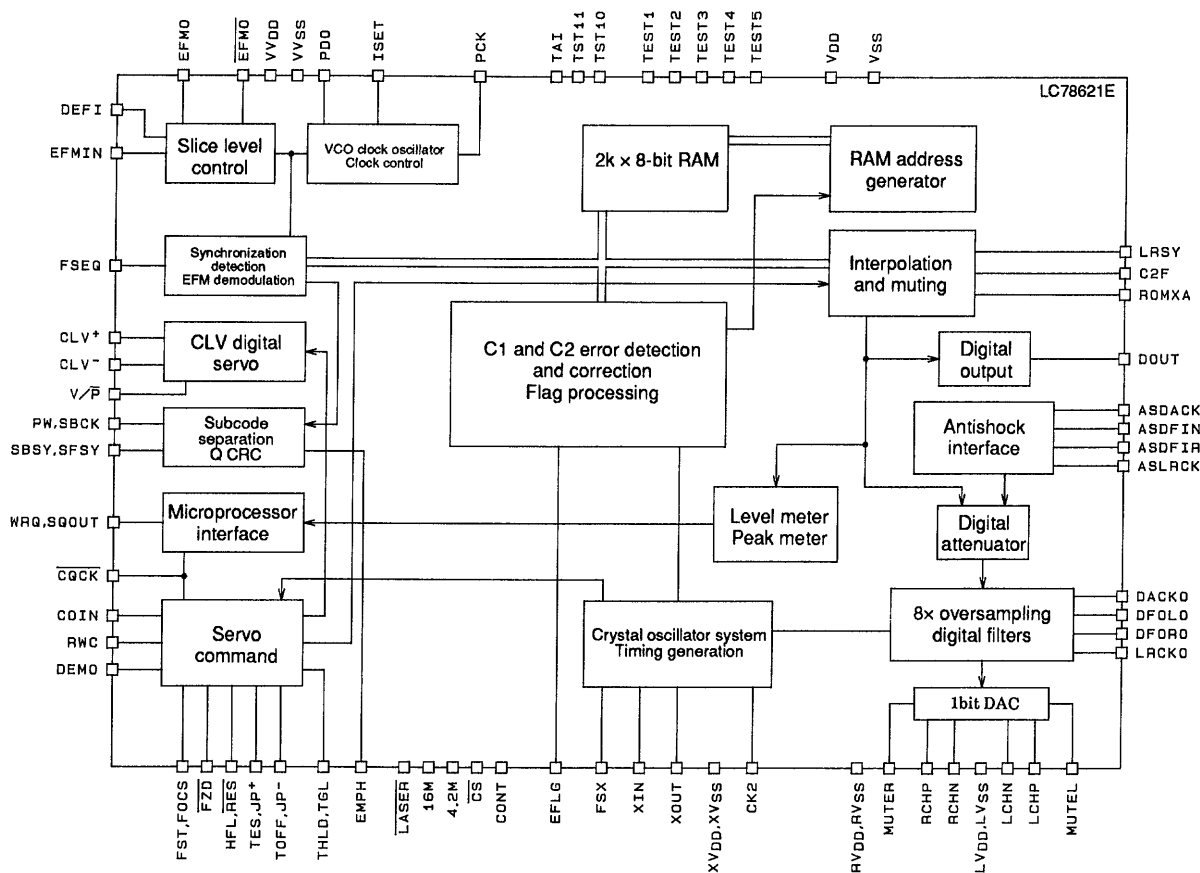 EFMO
EFMO
VVDD
VVSS
PDO
ISET
PCK
TAI
TST11
TST10
TEST1
TEST2
TEST3
TEST4
TEST5
VDD
VSS
LC78621E
DEFI
EFMIN
Slice level
control
VCO clock oscillator
Clock control
2k × 8-bit RAM
RAM address
generator
FSEQ
Synchronization
detection
EFM demodulation
Interpolation
and muting
LRSY
C2F
ROMXA
CLV+
CLV-
V/P
CLV digital
servo
C1 and C2 error detection
and correction
Flag processing
Digital
output
DOUT
PW,SBCK
SBSY,SFSY
Subcode
separation
Q CRC
Antishock
interface
ASDACK
ASDFIN
ASDFIR
ASLRCK
WRQ,SQOUT
Microprocessor
interface
Level meter
Peak meter
Digital
attenuator
CQCK
COIN
RWC
DEMO
Servo
command
Crystal oscillator system
Timing generation
8× oversampling
digital filters
DACKO
DFOLO
DFORO
LRCKO
1bit DAC
FST,FOCS
FZD
HFL,RES
TES,JP+
TOFF,JP-
THLD,TGL
EMPH
LASER
16M
4.2M
CS
CONT
EFLG
FSX
XIN
XOUT
XVDD,XVSS
CK2
RVDD,RVSS
MUTER
RCHP
RCHN
LVDD,LVSS
LCHN
LCHP
MUTEL